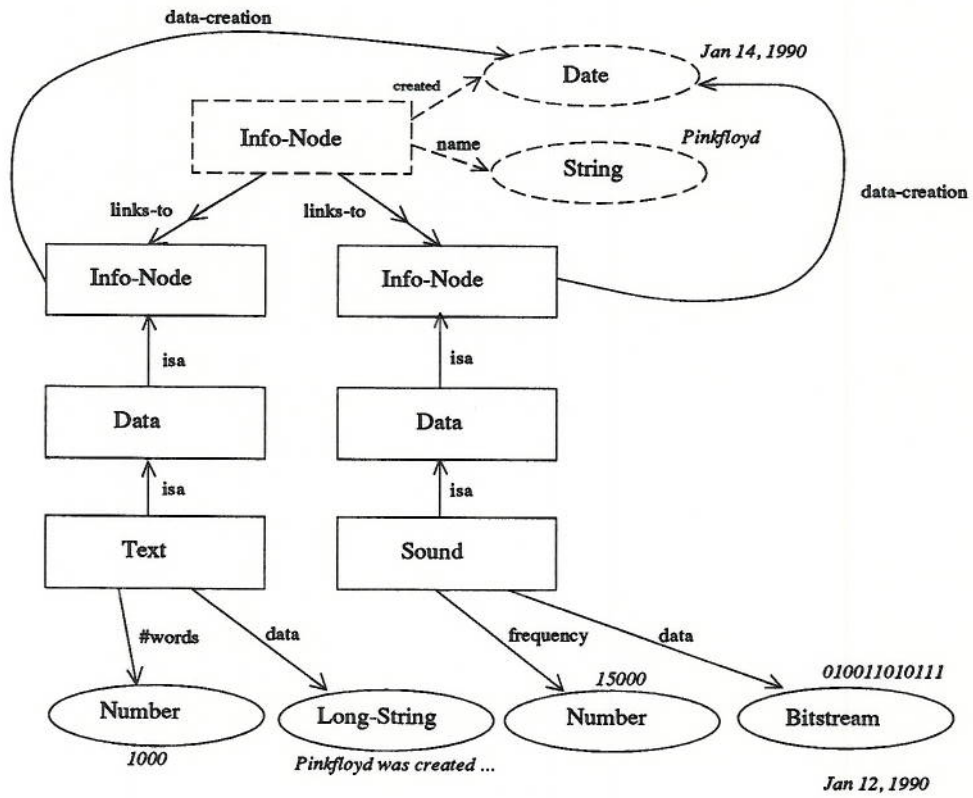 data-creation
Jan 14, 1990
Date
created
Info-Node
name
Pinkfloyd
String
data-creation
links-to
links-to
Info-Node
Info-Node
isa
isa
Data
Data
isa
isa
Text
Sound
#words
data
frequency
data
15000
010011010111
Number
Long-String
Number
Bitstream
1000
Pinkfloyd was created ...
Jan 12, 1990